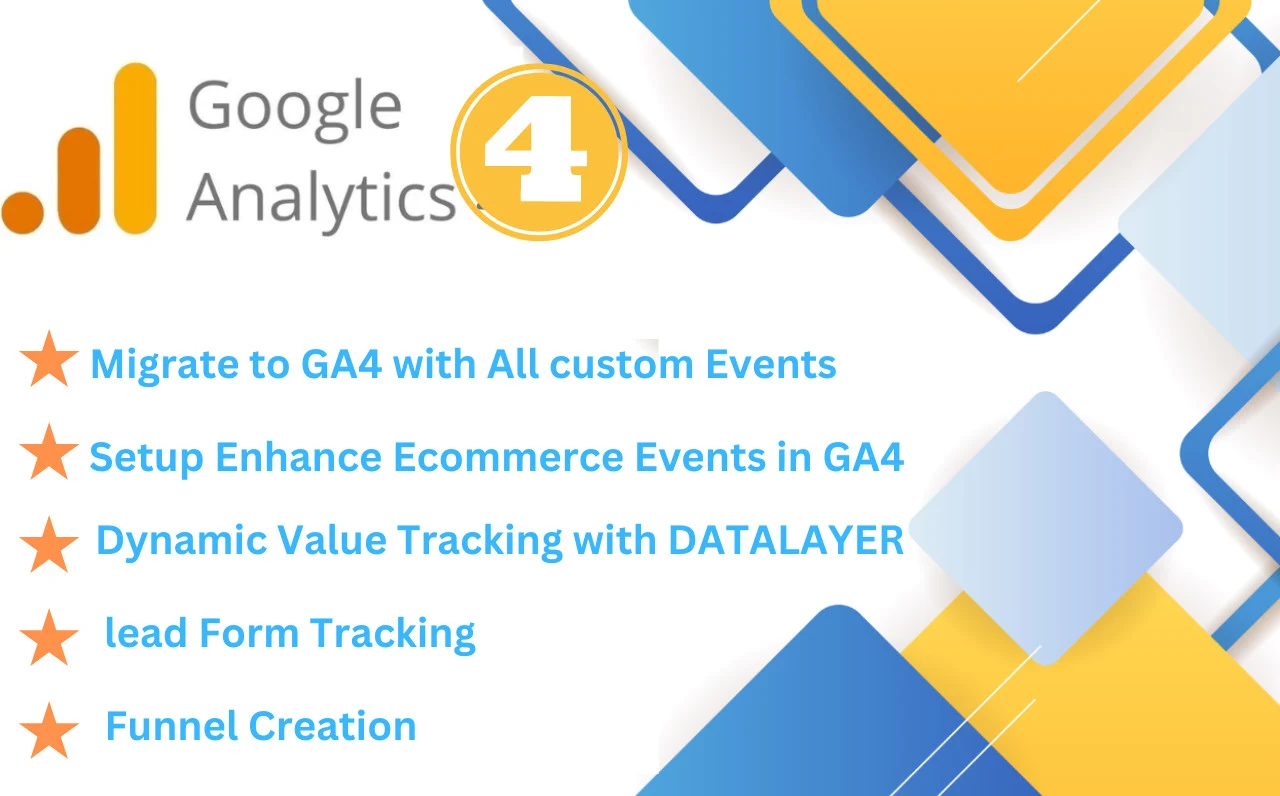 Google
Analytics 4
Migrate to GA4 with All custom Events
Setup Enhance Ecommerce Events in GA4
Dynamic Value Tracking with DATALAYER
lead Form Tracking
Funnel Creation